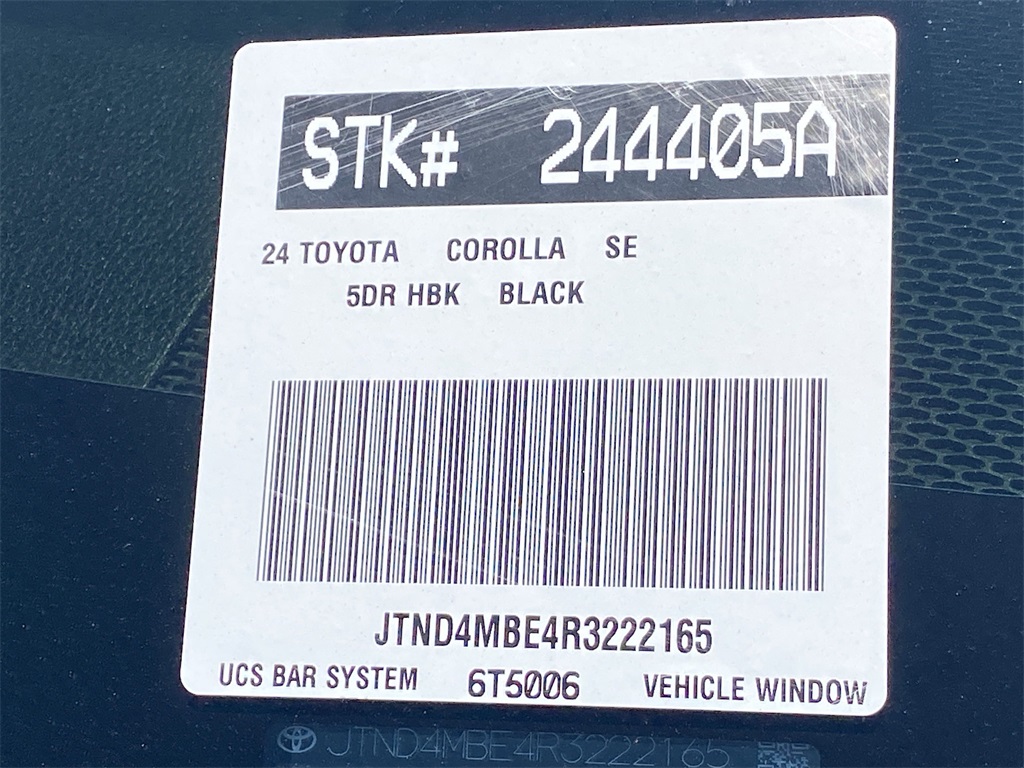 STK# 244405A
24 TOYOTA COROLLA SE
5DR HBK BLACK
JTND4MBE4R3222165
UCS BAR SYSTEM 6T5006 VEHICLE WINDOW
JTND4MBE4R3222165